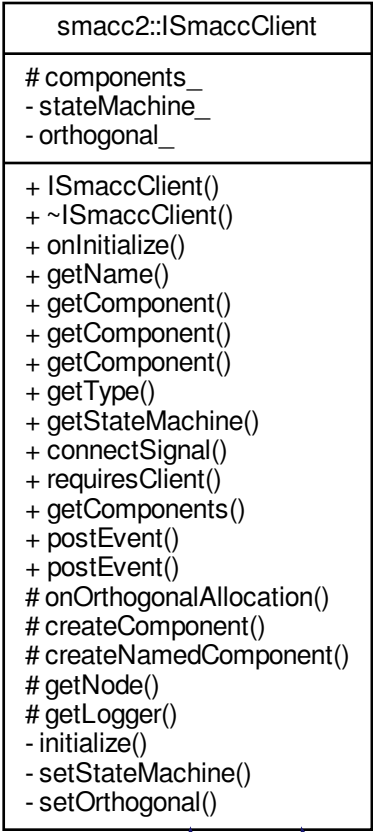 smacc2::ISmaccClient
# components_
- stateMachine_
- orthogonal_
+ ISmaccClient()
+ ~ISmaccClient()
+ onInitialize()
+ getName()
+ getComponent()
+ getComponent()
+ getComponent()
+ getType()
+ getStateMachine()
+ connectSignal()
+ requiresClient()
+ getComponents()
+ postEvent()
+ postEvent()
# onOrthogonalAllocation()
# createComponent()
# createNamedComponent()
# getNode()
# getLogger()
- initialize()
- setStateMachine()
- setOrthogonal()